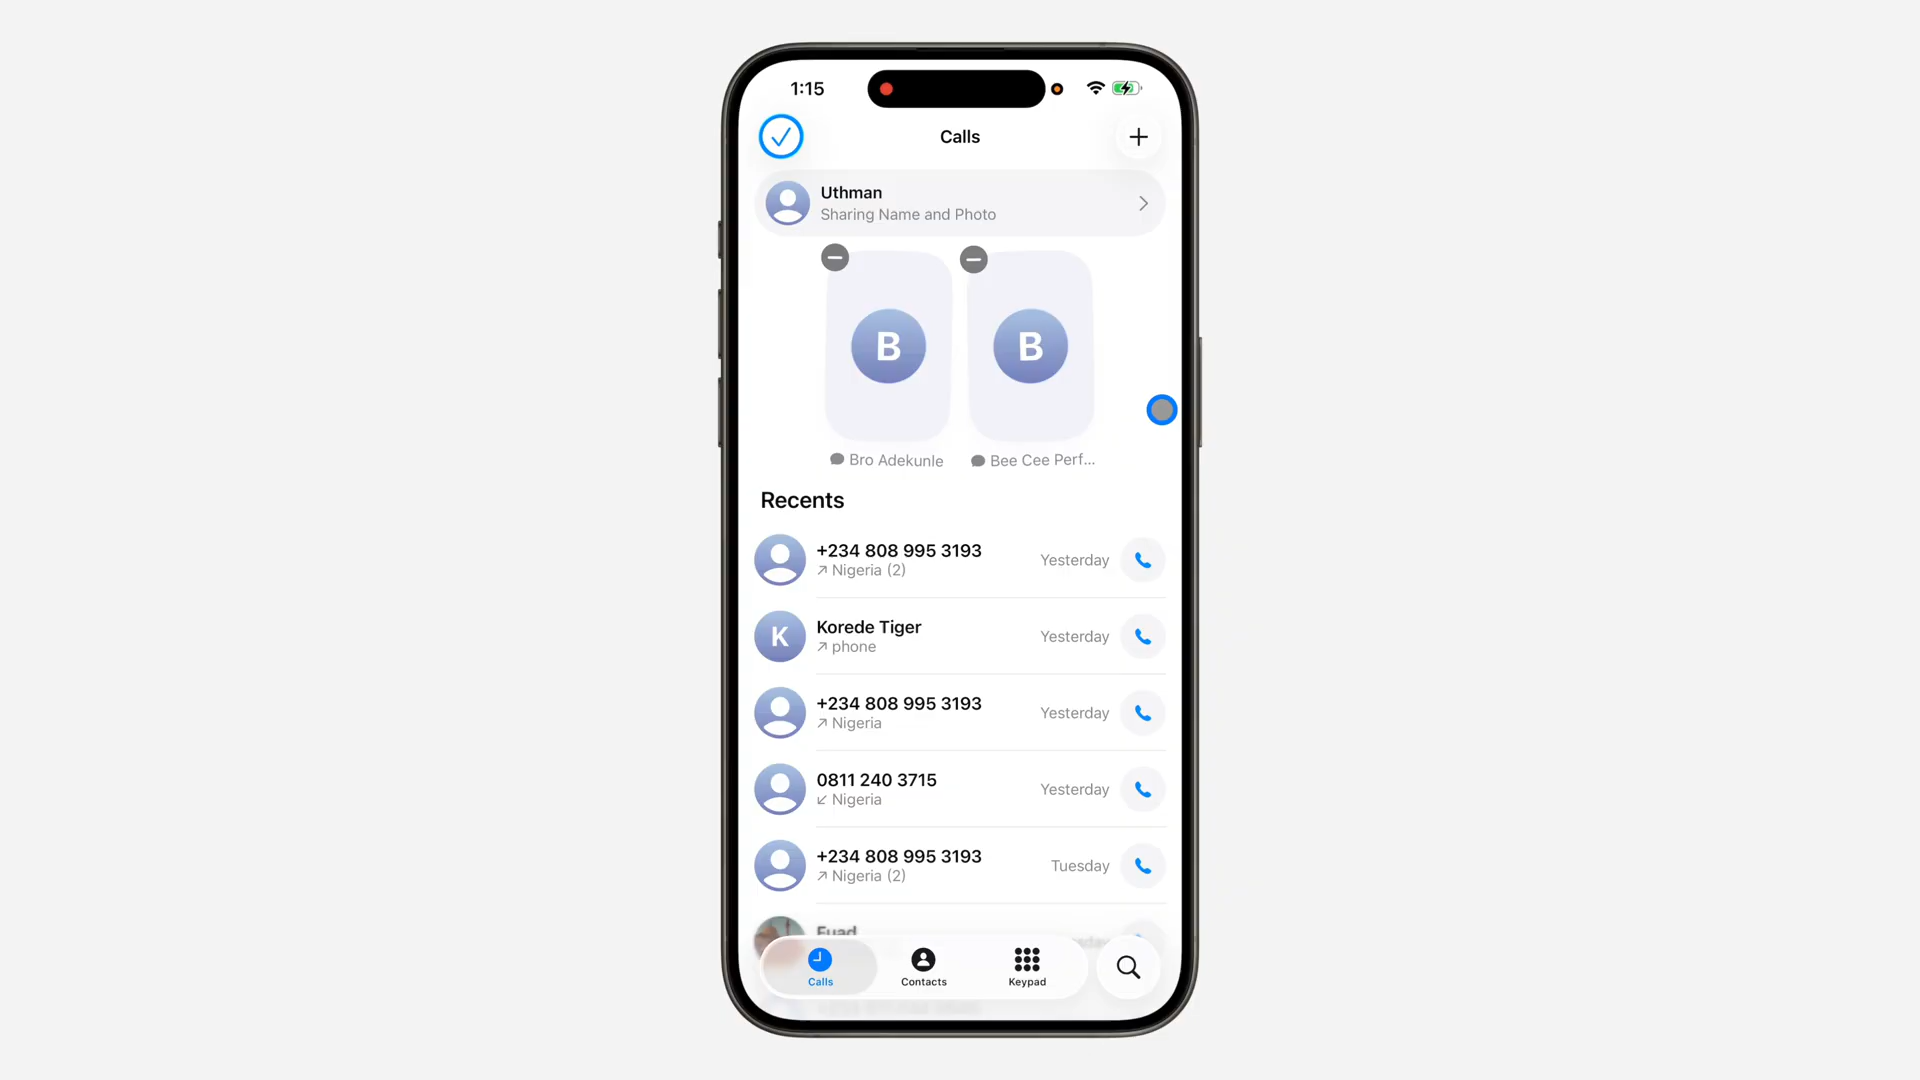 1:15
Calls
Uthman
Sharing Name and Photo
B
B
Bro Adekunle
Bee Cee Perf...
Recents
+234 808 995 3193
Nigeria (2)
Yesterday
K
Korede Tiger
phone
Yesterday
+234 808 995 3193
Nigeria
Yesterday
0811 240 3715
Nigeria
Yesterday
+234 808 995 3193
Nigeria (2)
Tuesday
Fuad
Calls
Contacts
Keypad